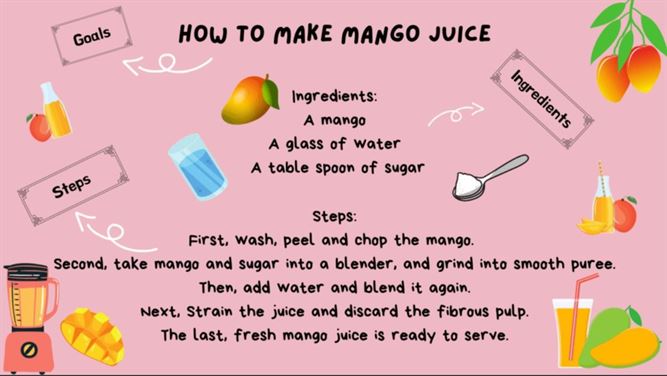 Goals
HOW TO MAKE MANGO JUICE
Ingredients
Ingredients:
A mango
A glass of water
A table spoon of sugar
Steps
Steps:
First, wash, peel and chop the mango.
Second, take mango and sugar into a blender, and grind into smooth puree.
Then, add water and blend it again.
Next, Strain the juice and discard the fibrous pulp.
The last, fresh mango juice is ready to serve.